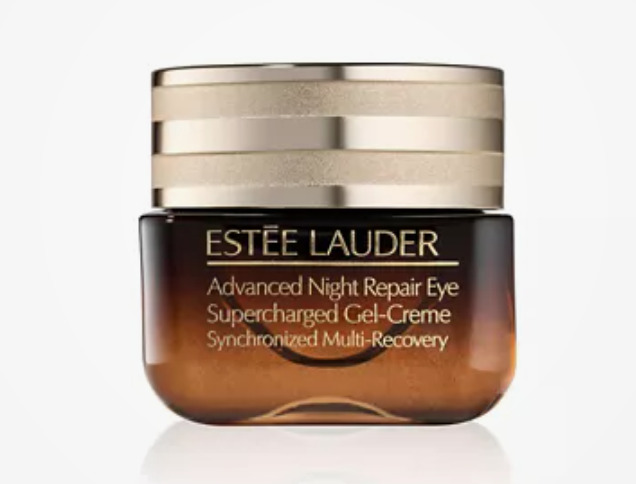 ESTĒE LAUDER
Advanced Night Repair Eye
Supercharged Gel-Creme
Synchronized Multi-Recovery